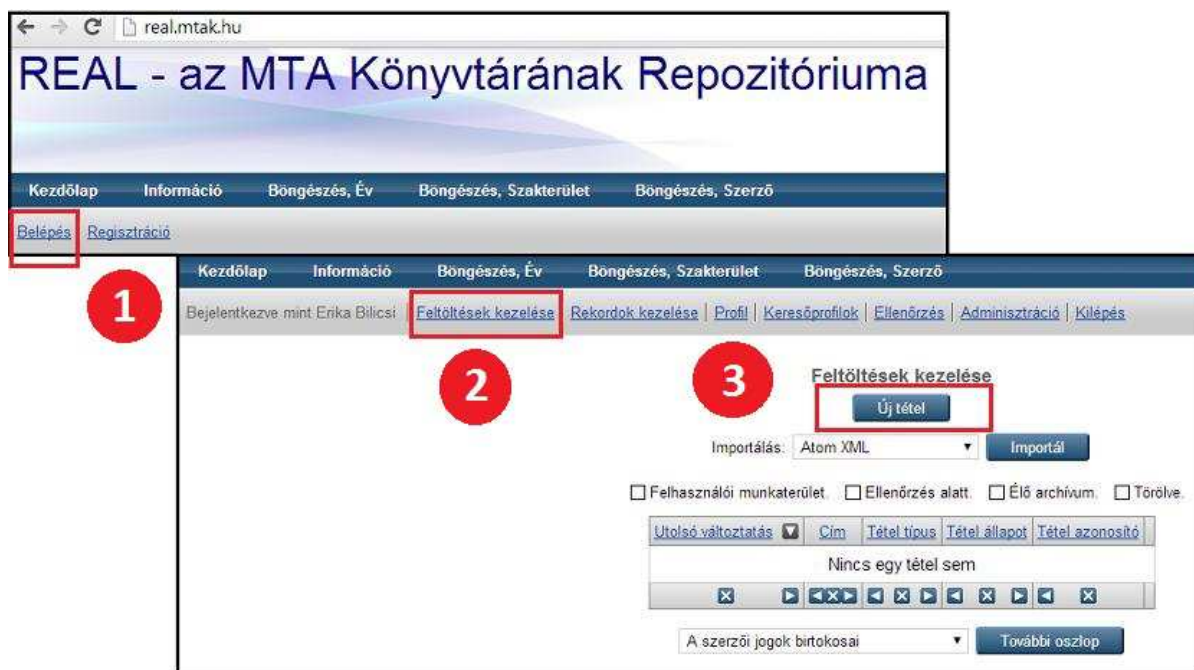 real.mtak.hu
REAL - az MTA Könyvtárának Repozitóriuma
Kezdőlap Információ Böngészés, Év Böngészés, Szakterület Böngészés, Szerző
Belépés Regisztráció
1
Kezdőlap Információ Böngészés, Év Böngészés, Szakterület Böngészés, Szerző
Bejelentkezve mint Erika Bilicsi | Feltöltések kezelése | Rekordok kezelése | Profil | Keresőprofilok | Ellenőrzés | Adminisztráció | Kilépés
2
3
Feltöltések kezelése
Új tétel
Importálás: Atom XML Importál
Felhasználói munkaterület. Ellenőrzés alatt. Élő archívum. Törölve.
Utolsó változtatás Cím Tétel típus Tétel állapot Tétel azonosító
Nincs egy tétel sem
A szerzői jogok birtokosai További oszlop